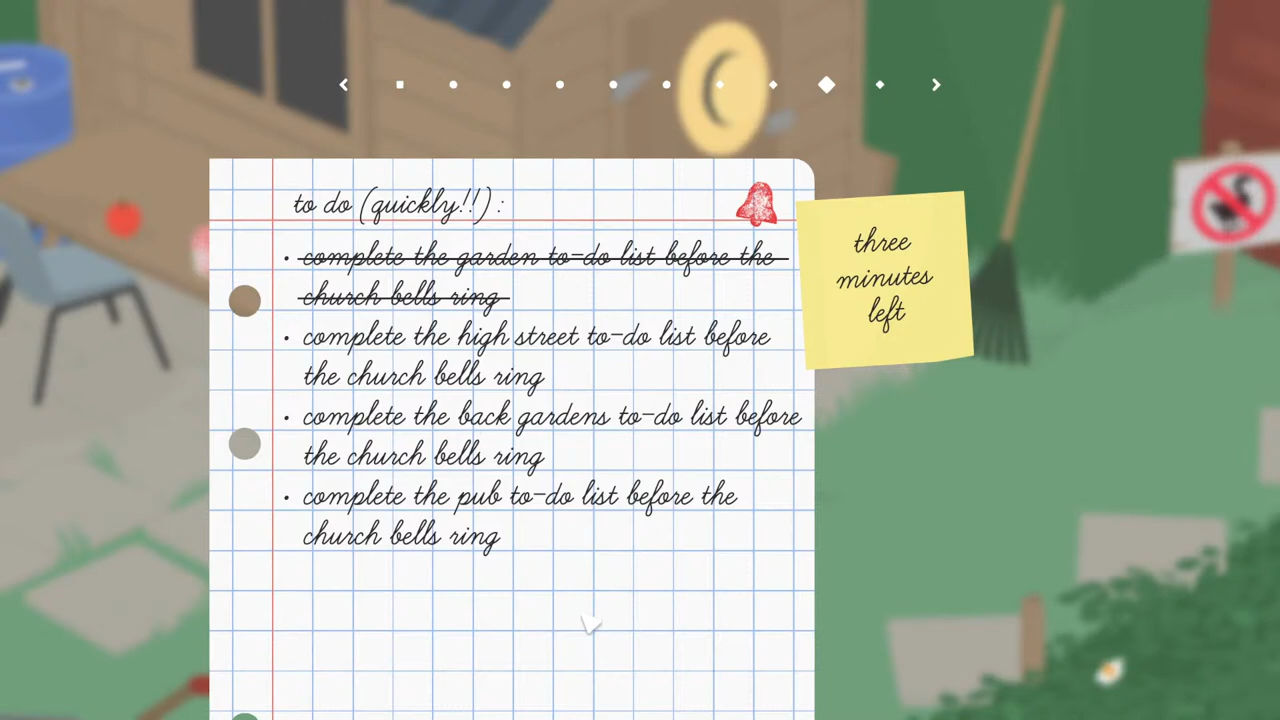 to do (quickly!!) :
• complete the garden to-do list before the
church bells ring
• complete the high street to-do list before
the church bells ring
• complete the back gardens to-do list before
the church bells ring
• complete the pub to-do list before the
church bells ring
three
minutes
left